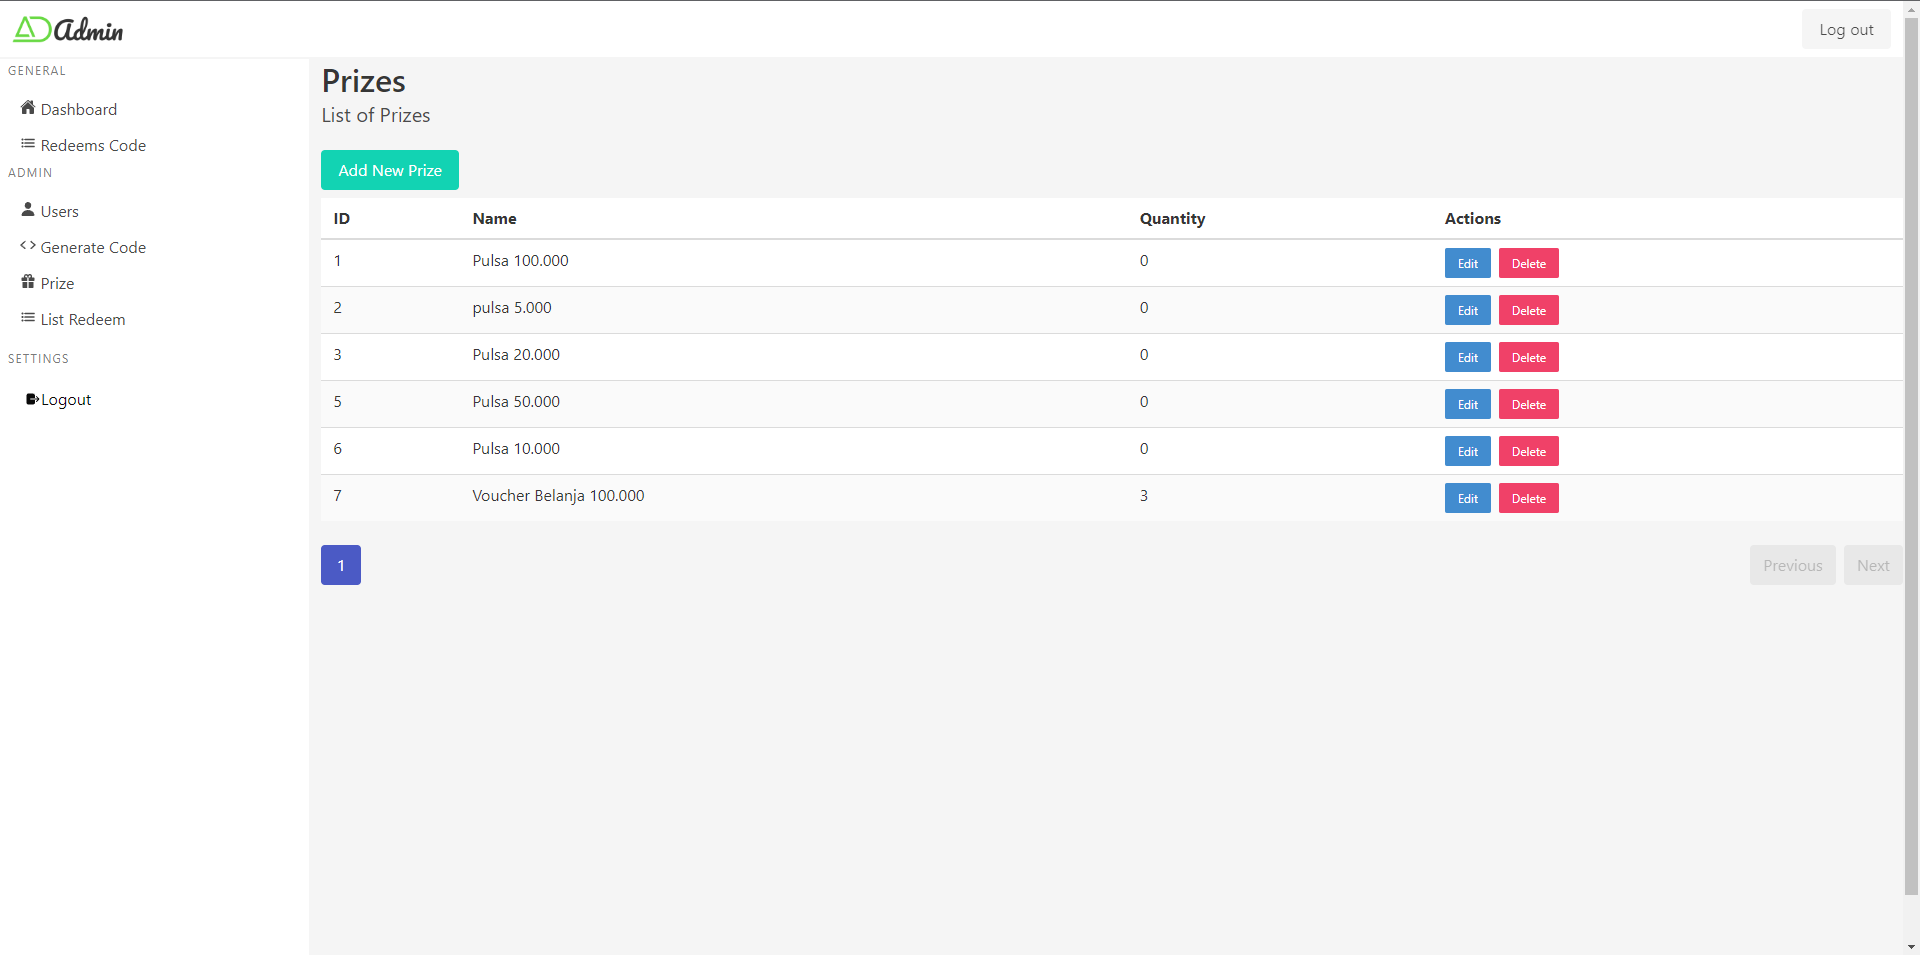 AD Admin
Log out
GENERAL
Dashboard
Redeems Code
ADMIN
Users
Generate Code
Prize
List Redeem
SETTINGS
Logout
Prizes
List of Prizes
Add New Prize
ID Name Quantity Actions
1 Pulsa 100.000 0 Edit Delete
2 pulsa 5.000 0 Edit Delete
3 Pulsa 20.000 0 Edit Delete
5 Pulsa 50.000 0 Edit Delete
6 Pulsa 10.000 0 Edit Delete
7 Voucher Belanja 100.000 3 Edit Delete
1 Previous Next